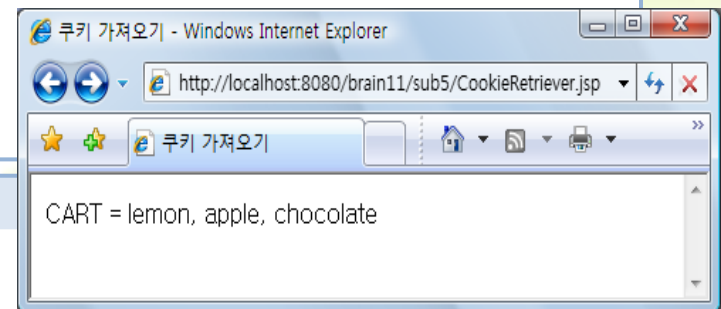 쿠키 가져오기 - Windows Internet Explorer
http://localhost:8080/brain11/sub5/CookieRetriever.jsp
쿠키 가져오기
CART = lemon, apple, chocolate